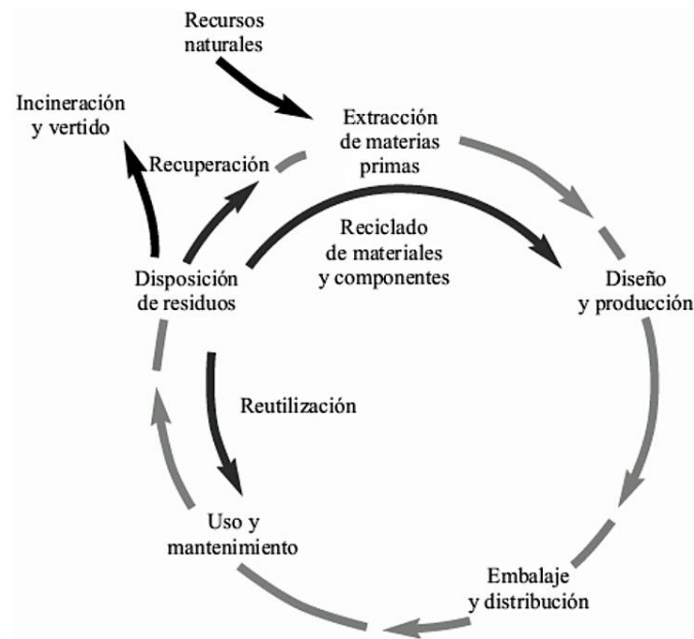 Recursos
naturales
Incineración
y vertido
Recuperación
Extracción
de materias
primas
Reciclado
de materiales
y componentes
Disposición
de residuos
Diseño
y producción
Reutilización
Uso y
mantenimiento
Embalaje
y distribución